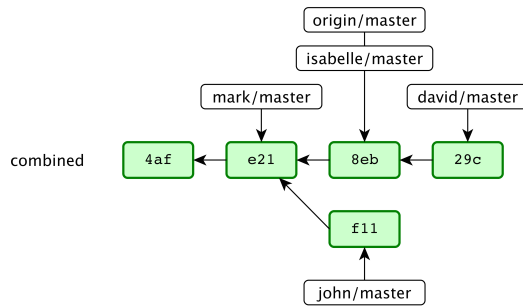 origin/master
isabelle/master
mark/master
david/master
combined
4af
e21
8eb
29c
f11
john/master